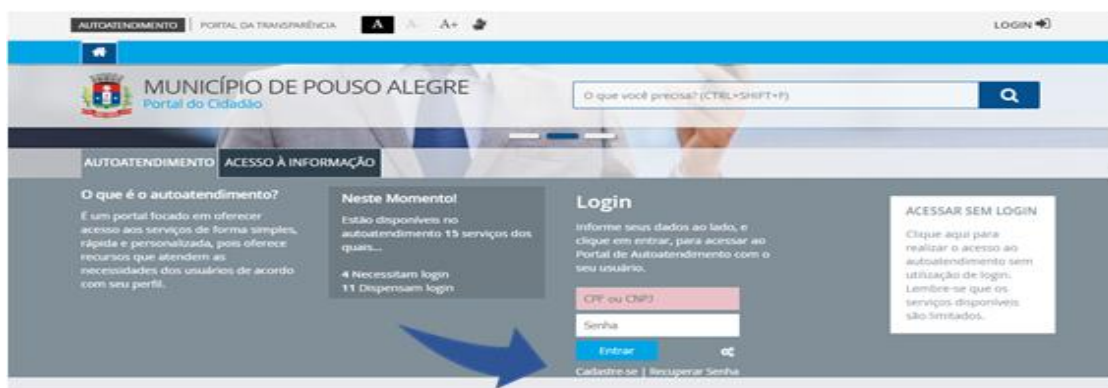 AUTOATENDIMENTO | PORTAL DA TRANSPARÊNCIA A A- A+ LOGIN
MUNICÍPIO DE POUSO ALEGRE
Portal do Cidadão
O que você precisa? (CTRL+SHIFT+P)
AUTOATENDIMENTO ACESSO À INFORMAÇÃO
O que é o autoatendimento?
É um portal focado em oferecer
acesso aos serviços de forma simples,
rápida e personalizada, pois oferece
recursos que atendem as
necessidades dos usuários de acordo
com seu perfil.
Neste Momento!
Estão disponíveis no
autoatendimento 15 serviços dos
quais...
4 Necessitam login
11 Dispensam login
Login
Informe seus dados ao lado, e
clique em entrar, para acessar ao
Portal de Autoatendimento com o
seu usuário.
CPF ou CNPJ
Senha
Entrar
Cadastre-se | Recuperar Senha
ACESSAR SEM LOGIN
Clique aqui para
realizar o acesso ao
autoatendimento sem
utilização de login.
Lembre-se que os
serviços disponíveis
são limitados.